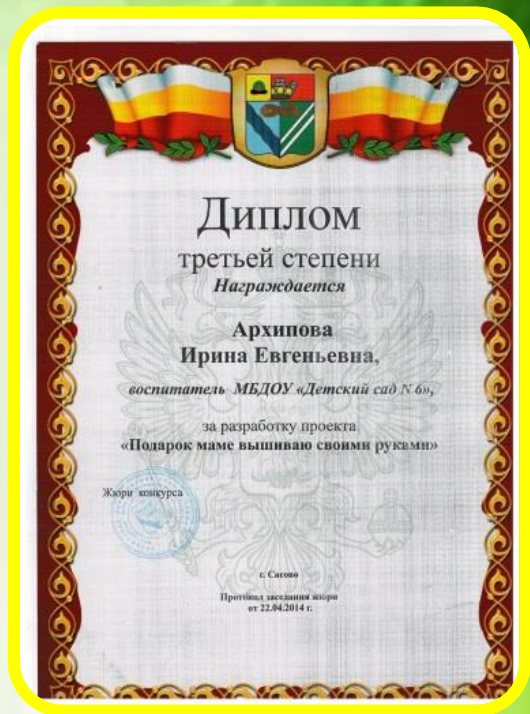 Диплом
третьей степени
Награждается
Архипова
Ирина Евгеньевна,
воспитатель МБДОУ «Детский сад N 6»,
за разработку проекта
«Подарок маме вышиваю своими руками»
Жюри конкурса
г. Сасово
Протокол заседания жюри
от 22.04.2014 г.